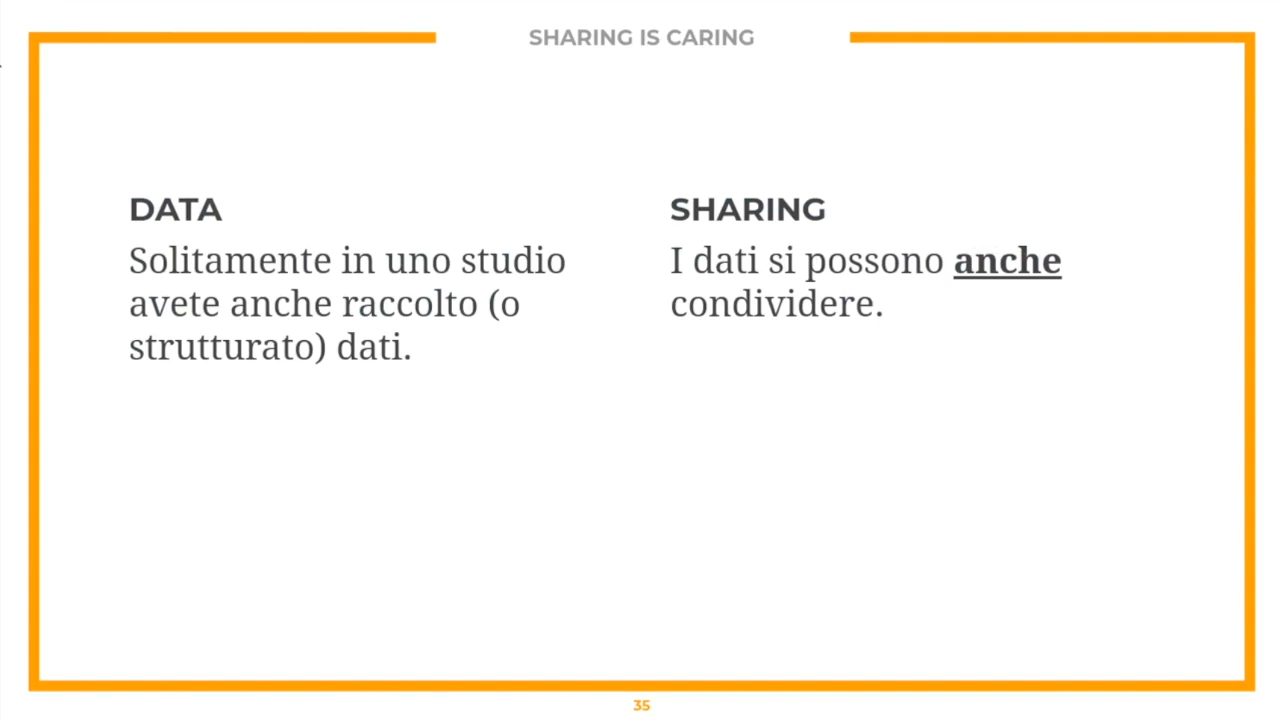 SHARING IS CARING
DATA
Solitamente in uno studio
avete anche raccolto (o
strutturato) dati.
SHARING
I dati si possono anche
condividere.
35